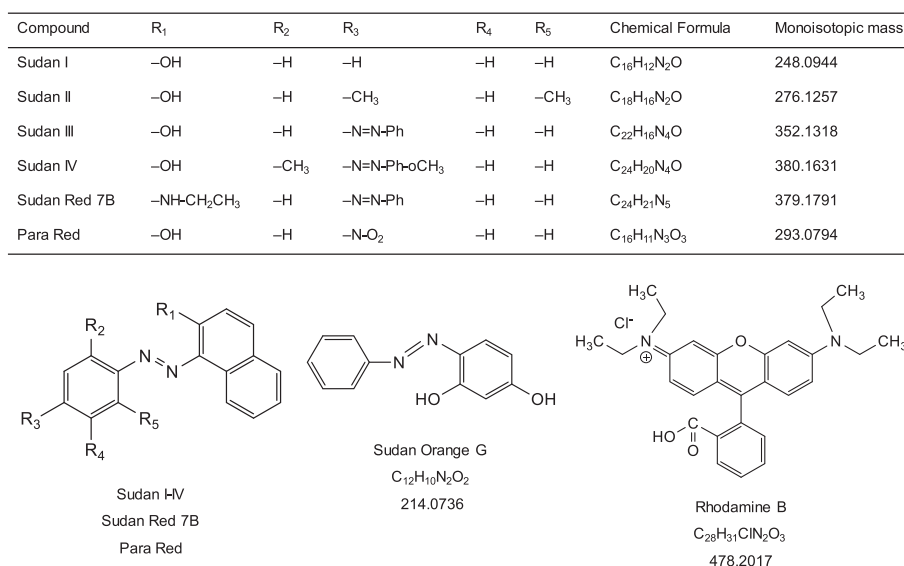 Compound R₁ R₂ R₃ R₄ R₅ Chemical Formula Monoisotopic mass
Sudan I –OH –H –H –H –H C₁₆H₁₂N₂O 248.0944
Sudan II –OH –H –CH₃ –H –CH₃ C₁₈H₁₆N₂O 276.1257
Sudan III –OH –H –N=N–Ph –H –H C₂₂H₁₆N₄O 352.1318
Sudan IV –OH –CH₃ –N=N–Ph–oCH₃ –H –H C₂₄H₂₀N₄O 380.1631
Sudan Red 7B –NH–CH₂CH₃ –H –N=N–Ph –H –H C₂₄H₂₁N₅ 379.1791
Para Red –OH –H –N–O₂ –H –H C₁₆H₁₁N₃O₃ 293.0794
R₁
R₂
N
N
R₃
R₅
R₄
Sudan I–IV
Sudan Red 7B
Para Red
N
N
HO
OH
Sudan Orange G
C₁₂H₁₀N₂O₂
214.0736
H₃C
CH₃
Cl⁻
H₃C
N
⊕
O
N
CH₃
HO
C
O
Rhodamine B
C₂₈H₃₁ClN₂O₃
478.2017